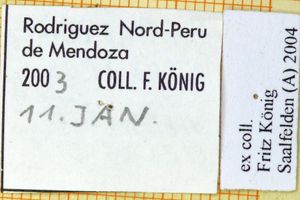 Rodriguez Nord-Peru
de Mendoza
2003 COLL. F. KÖNIG
11. JAN.
ex coll.
Fritz König
Saalfelden (A) 2004